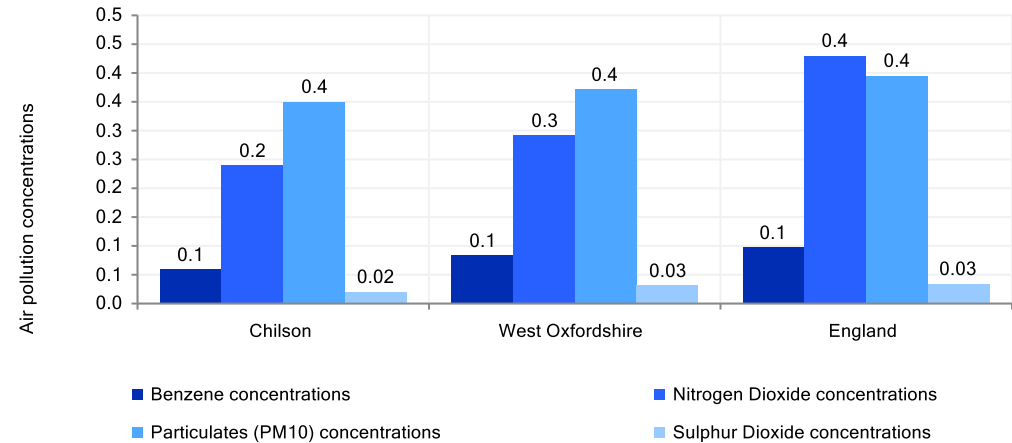 0.5
0.5
0.4
0.4
0.3
0.3
0.2
0.2
0.1
0.1
0.0
Air pollution concentrations
0.1
0.2
0.4
0.02
0.1
0.3
0.4
0.03
0.1
0.4
0.4
0.03
Chilson
West Oxfordshire
England
Benzene concentrations
Nitrogen Dioxide concentrations
Particulates (PM10) concentrations
Sulphur Dioxide concentrations